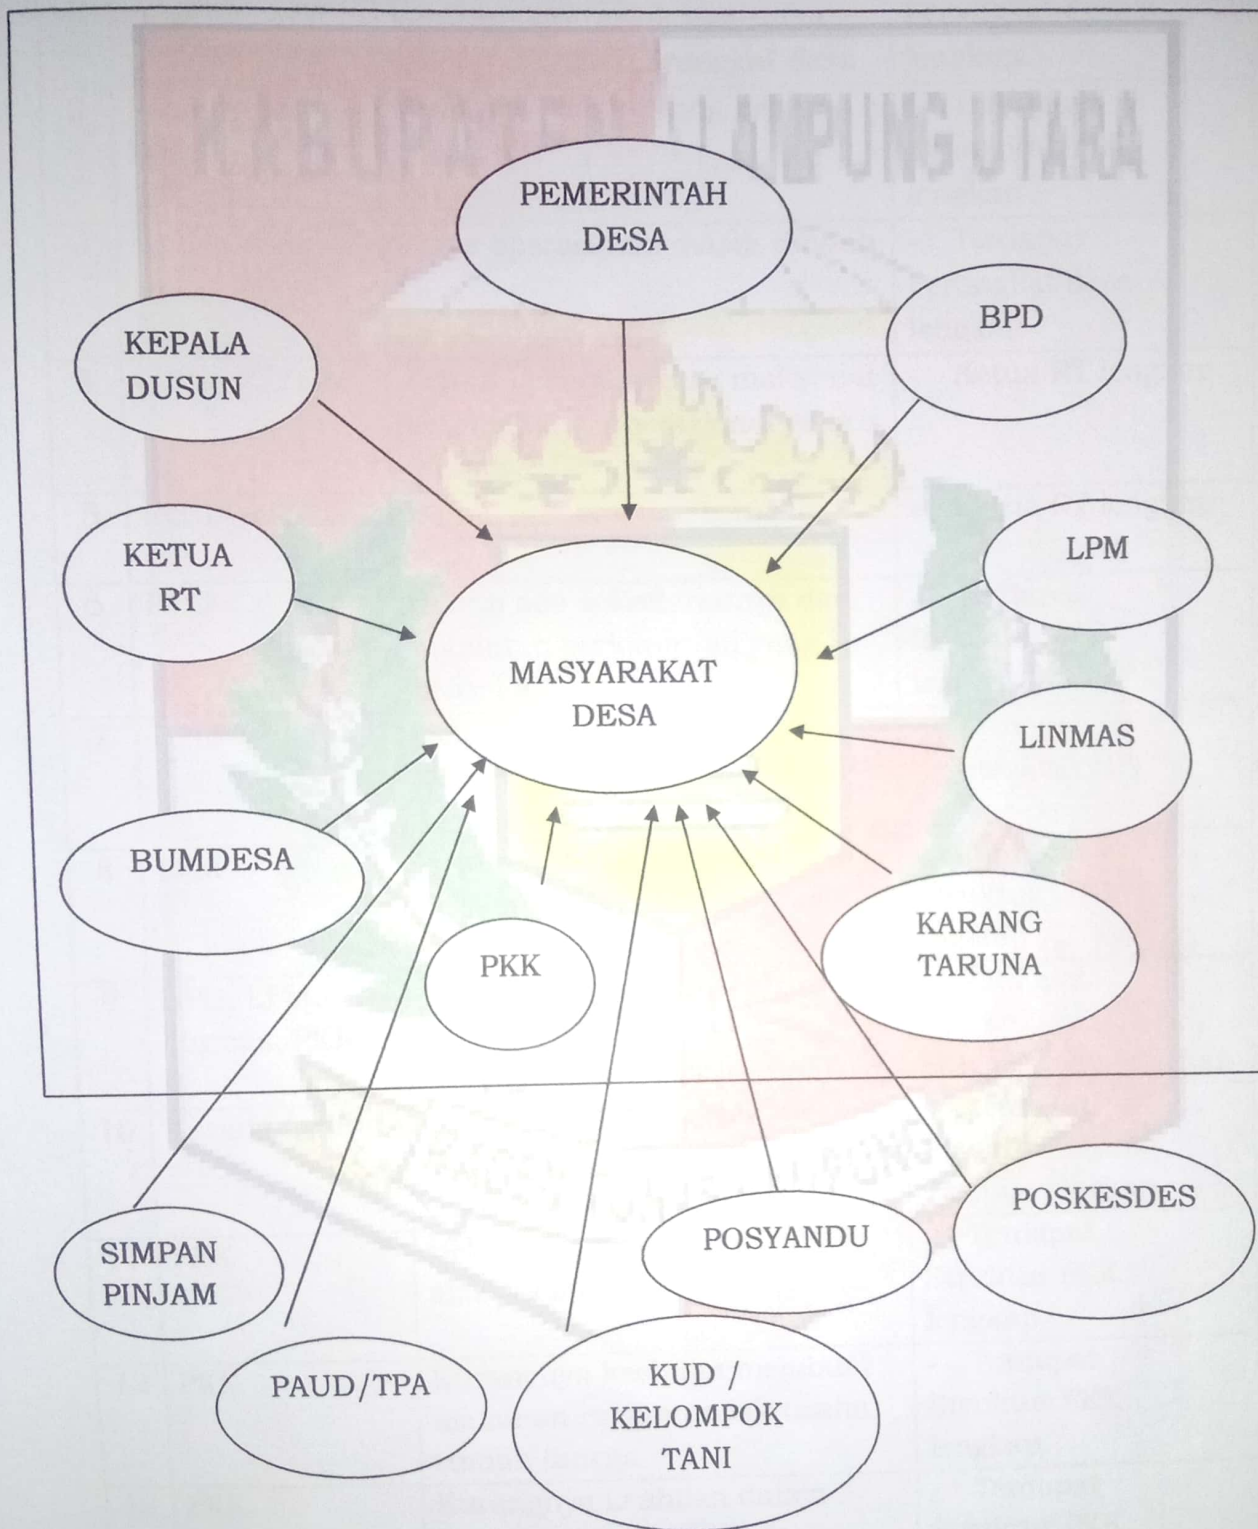 KABUPATEN LAMPUNG UTARA
PEMERINTAH
DESA
BPD
KEPALA
DUSUN
KETUA
RT
LPM
MASYARAKAT
DESA
LINMAS
BUMDESA
KARANG
TARUNA
PKK
POSKESDES
POSYANDU
SIMPAN
PINJAM
PAUD/TPA
KUD /
KELOMPOK
TANI